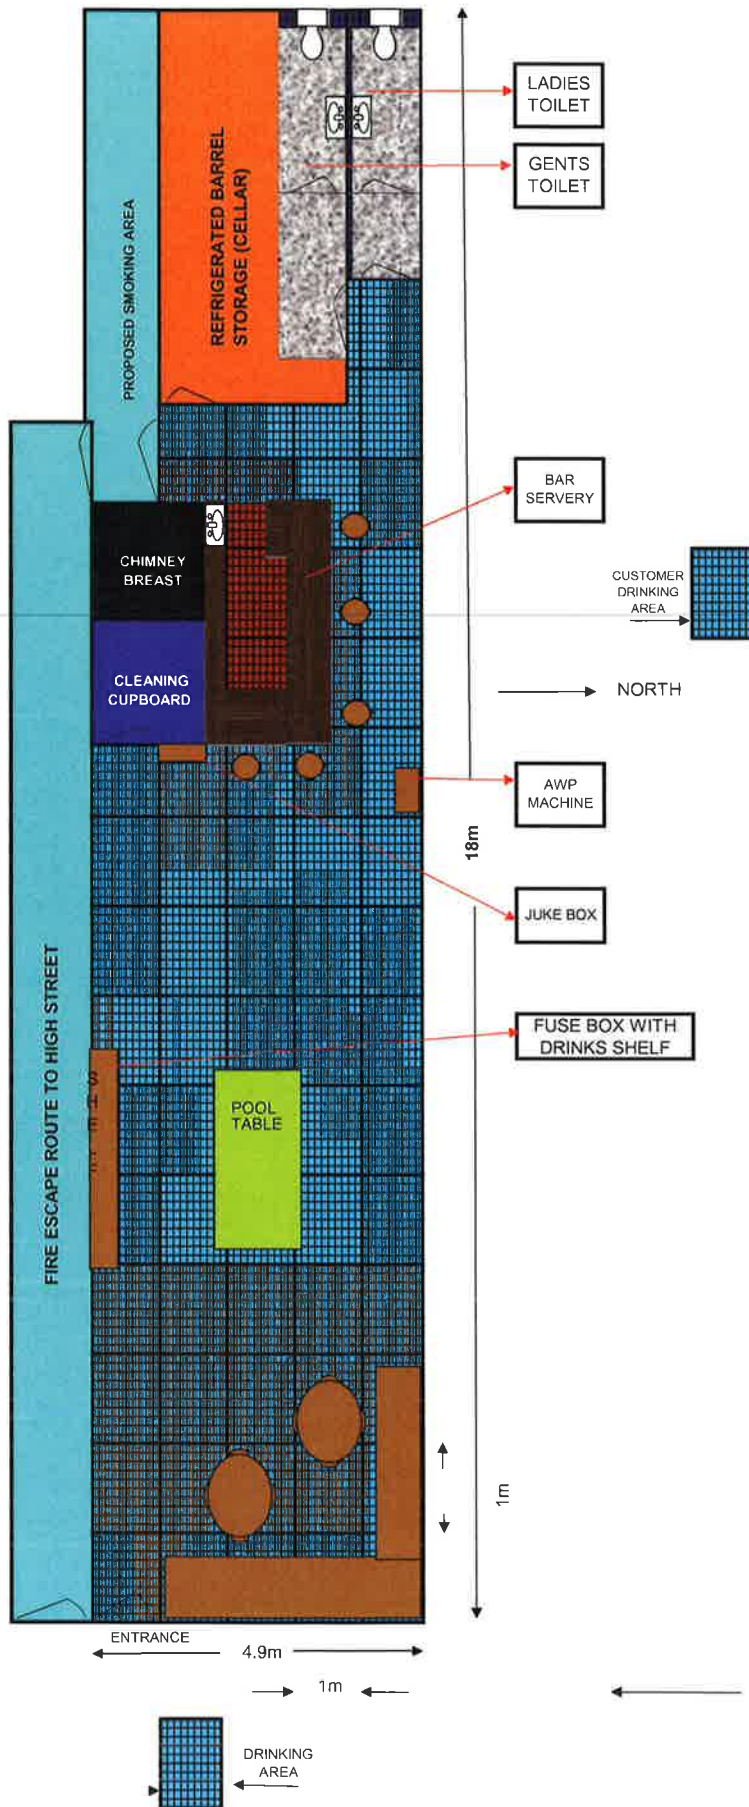 LADIES
TOILET
GENTS
TOILET
PROPOSED SMOKING AREA
REFRIGERATED BARREL
STORAGE (CELLAR)
BAR
SERVERY
CHIMNEY
BREAST
CUSTOMER
DRINKING
AREA
CLEANING
CUPBOARD
NORTH
AWP
MACHINE
18m
JUKE BOX
FIRE ESCAPE ROUTE TO HIGH STREET
FUSE BOX WITH
DRINKS SHELF
POOL
TABLE
1m
ENTRANCE
4.9m
1m
DRINKING
AREA